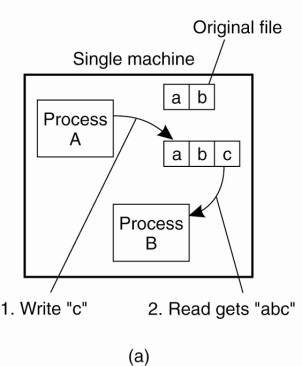 Original file
Single machine
a b
Process
A
a b c
Process
B
1. Write "c"
2. Read gets "abc"
(a)